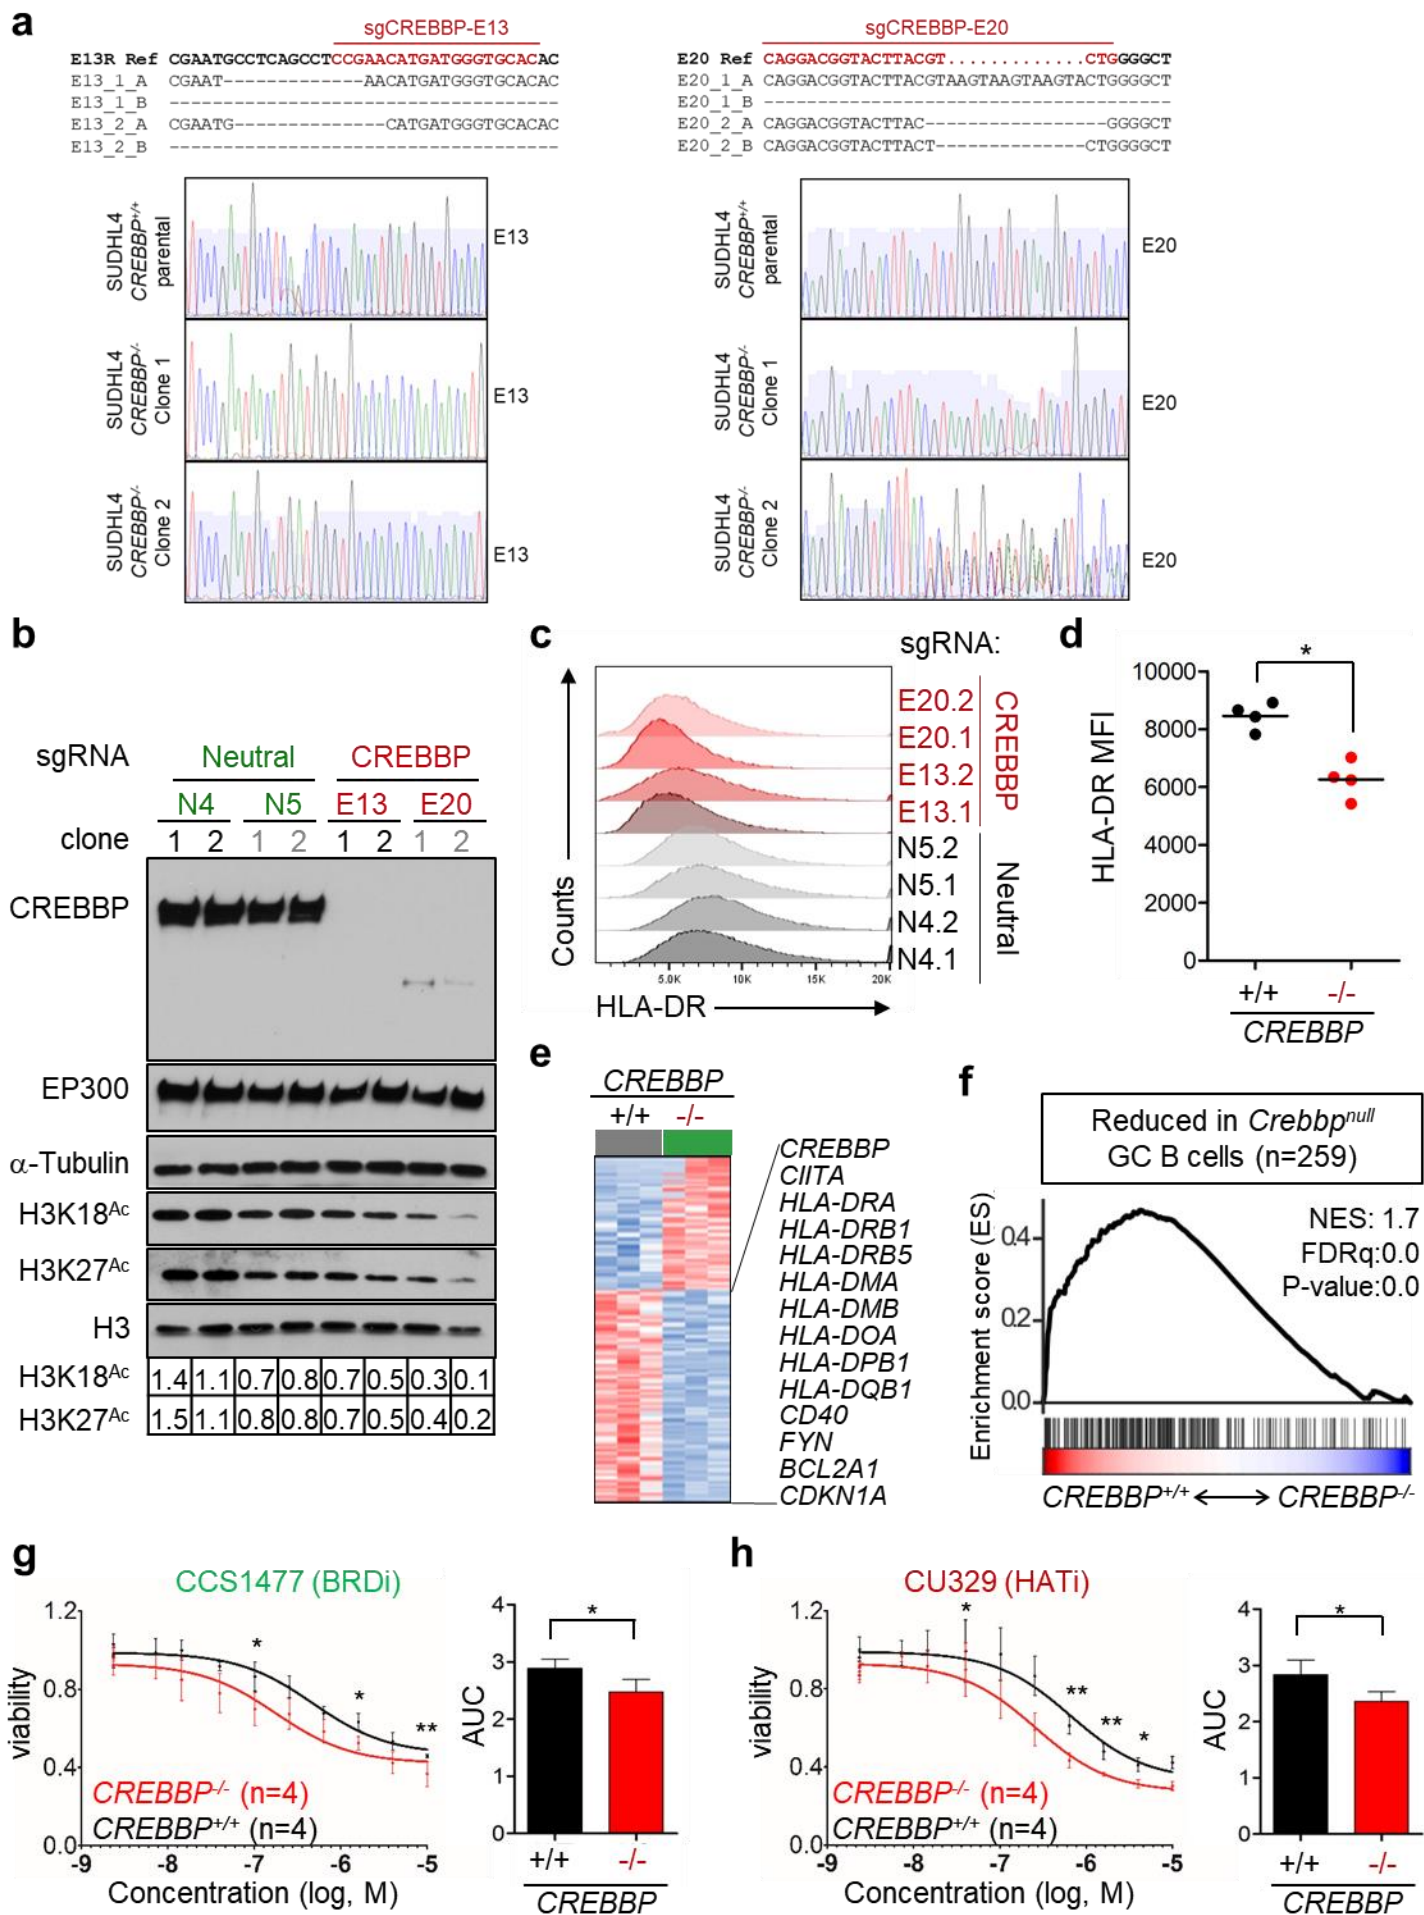 a
sgCREBBP-E13
E13R Ref CGAATGCCTCAGCCTCCGAACATGATGGGTGCACAC
E13_1_A CGAAT-------------AACATGATGGGTGCACAC
E13_1_B ------------------------------------
E13_2_A CGAATG--------------CATGATGGGTGCACAC
E13_2_B ------------------------------------
sgCREBBP-E20
E20 Ref CAGGACGGTACTTACGT.............CTGGGGCT
E20_1_A CAGGACGGTACTTACGTAAGTAAGTAAGTACTGGGGCT
E20_1_B --------------------------------------
E20_2_A CAGGACGGTACTTAC-----------------GGGGCT
E20_2_B CAGGACGGTACTTACT--------------CTGGGGCT
SUDHL4 CREBBP+/+ parental
E13
SUDHL4 CREBBP-/- Clone 1
E13
SUDHL4 CREBBP-/- Clone 2
E13
SUDHL4 CREBBP+/+ parental
E20
SUDHL4 CREBBP-/- Clone 1
E20
SUDHL4 CREBBP-/- Clone 2
E20
b
sgRNA Neutral CREBBP
N4 N5 E13 E20
clone 1 2 1 2 1 2 1 2
CREBBP
EP300
α-Tubulin
H3K18Ac
H3K27Ac
H3
H3K18Ac 1.4 1.1 0.7 0.8 0.7 0.5 0.3 0.1
H3K27Ac 1.5 1.1 0.8 0.8 0.7 0.5 0.4 0.2
c
sgRNA:
E20.2
E20.1
E13.2
E13.1
CREBBP
N5.2
N5.1
N4.2
N4.1
Neutral
Counts
5.0K 10K 15K 20K
HLA-DR
d
*
HLA-DR MFI
10000
8000
6000
4000
2000
0
+/+ -/-
CREBBP
e
CREBBP
+/+ -/-
CREBBP
CIITA
HLA-DRA
HLA-DRB1
HLA-DRB5
HLA-DMA
HLA-DMB
HLA-DOA
HLA-DPB1
HLA-DQB1
CD40
FYN
BCL2A1
CDKN1A
f
Reduced in Crebbpnull
GC B cells (n=259)
Enrichment score (ES)
0.4
0.2
0.0
NES: 1.7
FDRq:0.0
P-value:0.0
CREBBP+/+ CREBBP-/-
g
CCS1477 (BRDi)
viability
1.2
0.8
0.4
0.0
* * **
CREBBP-/- (n=4)
CREBBP+/+ (n=4)
-9 -8 -7 -6 -5
Concentration (log, M)
AUC
4
3
2
1
0
*
+/+ -/-
CREBBP
h
CU329 (HATi)
viability
1.2
0.8
0.4
0.0
* ** ** *
CREBBP-/- (n=4)
CREBBP+/+ (n=4)
-9 -8 -7 -6 -5
Concentration (log, M)
AUC
4
3
2
1
0
*
+/+ -/-
CREBBP